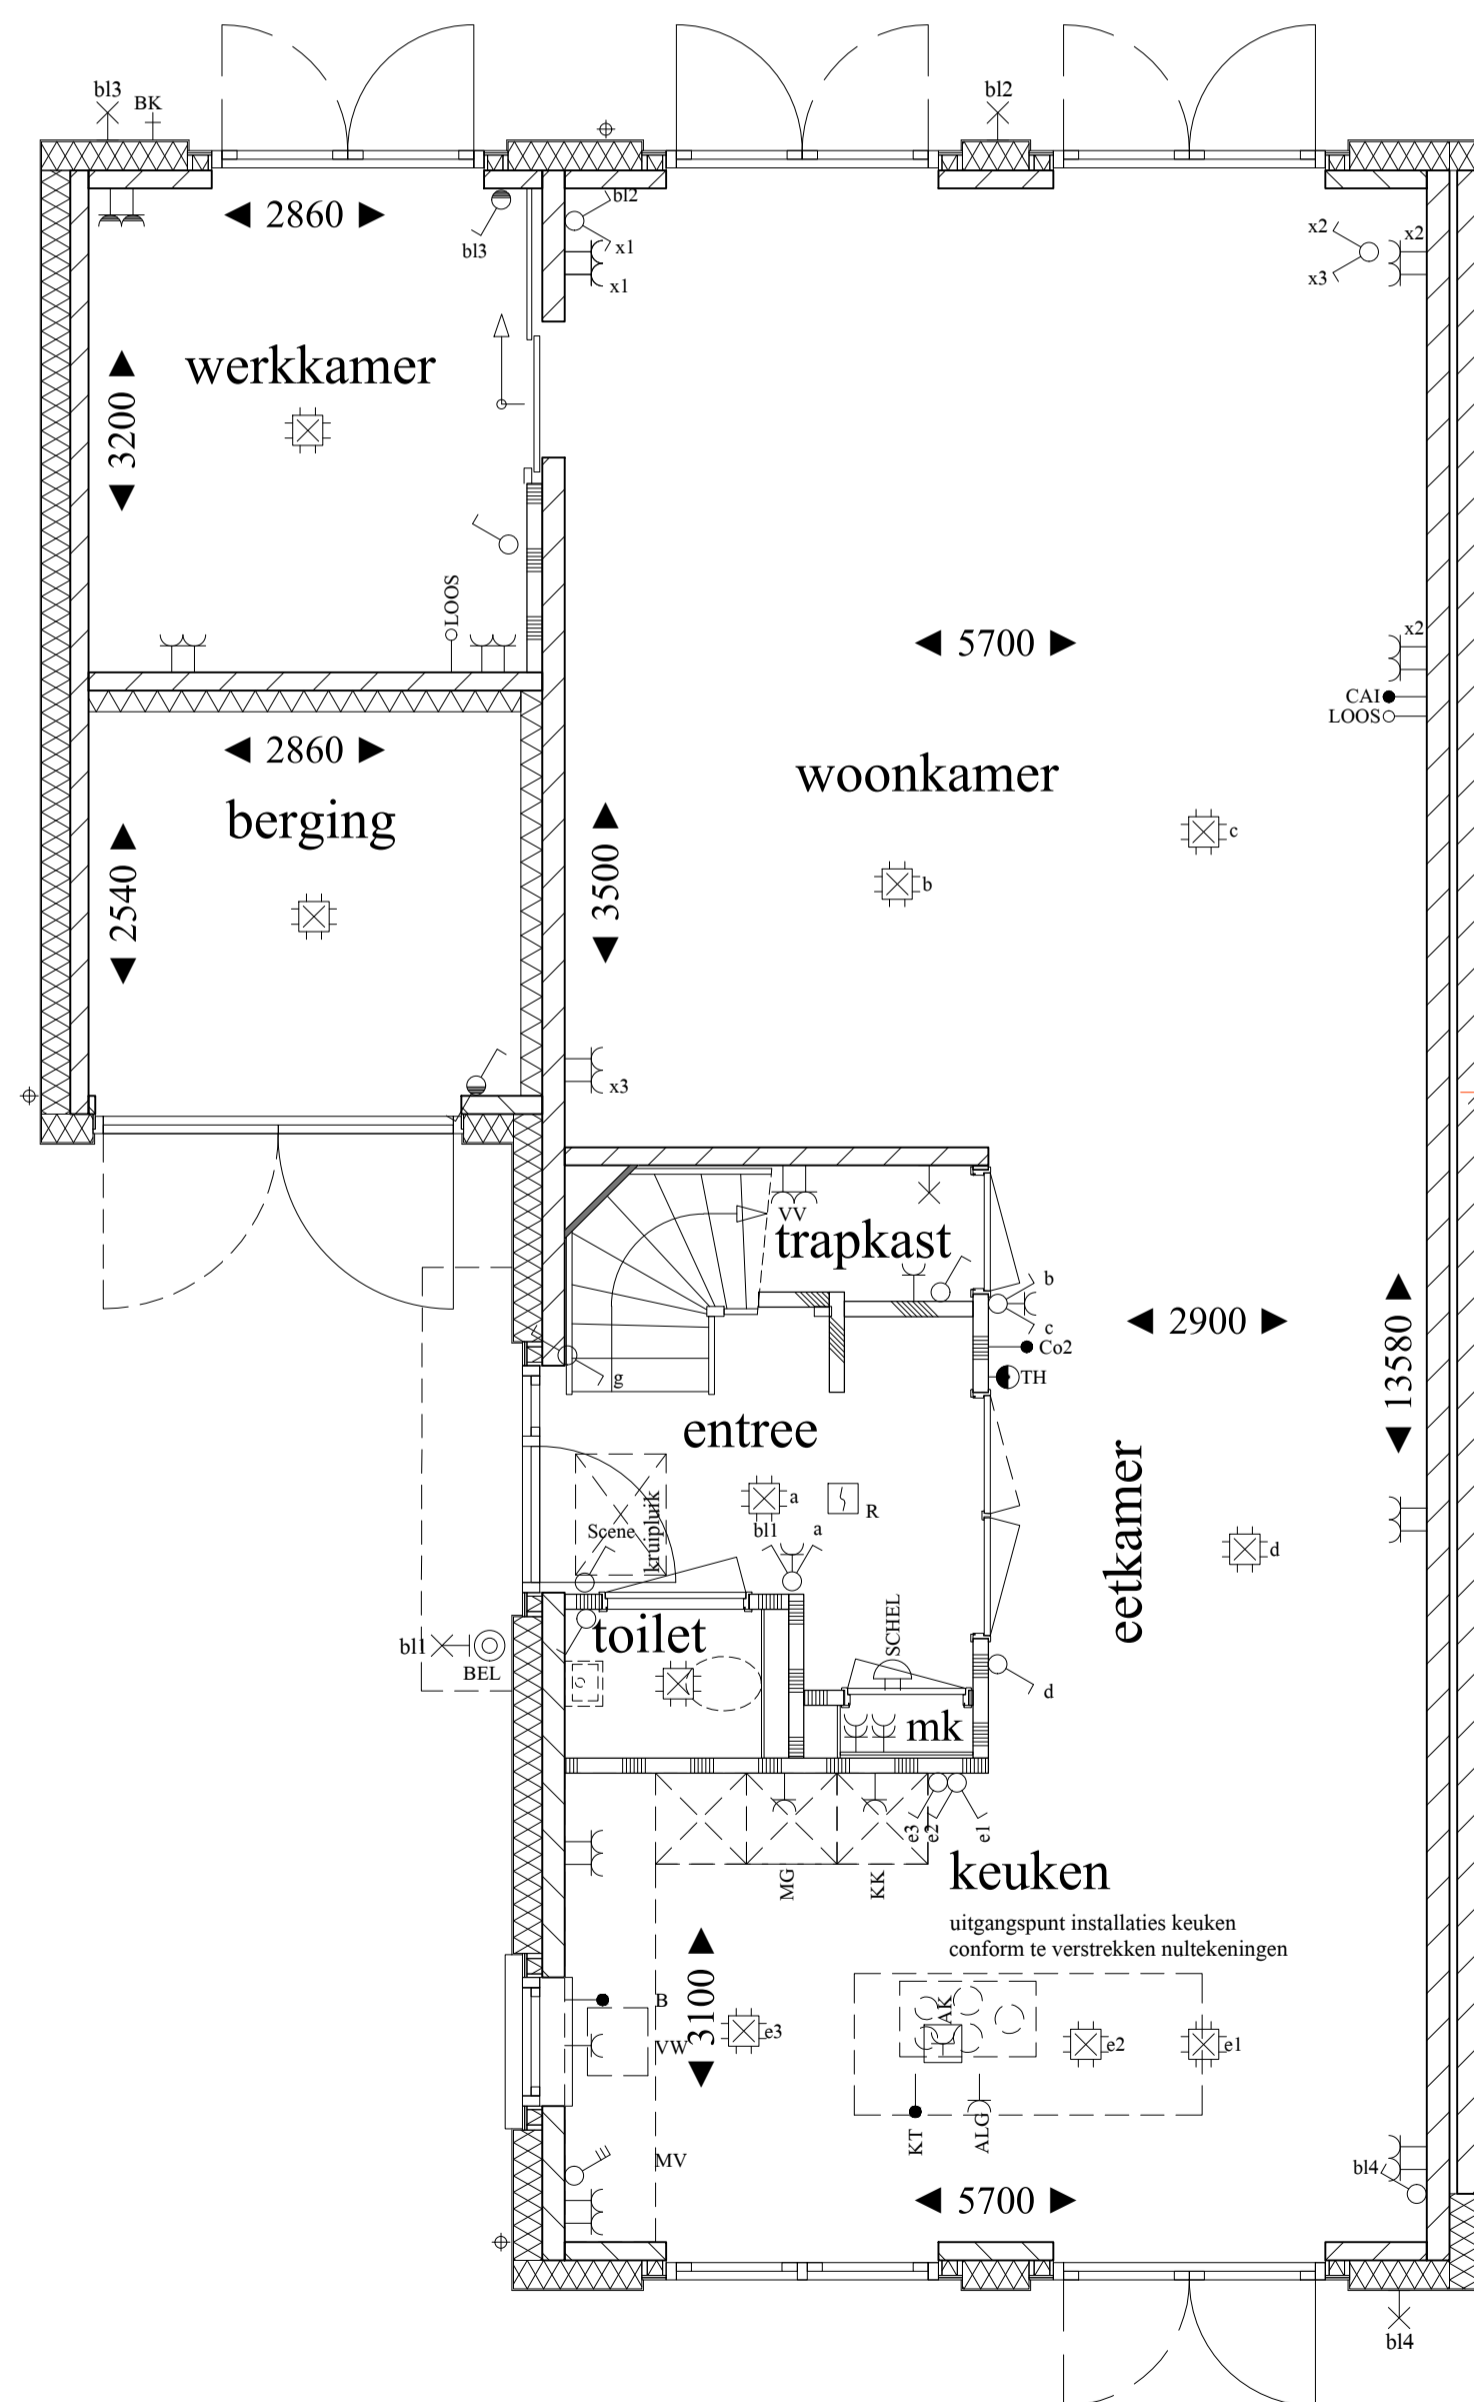 bl3
BK
bl2
2860
bl3
bl2
x1
x1
x2
x2
x3
werkkamer
3200
LOOS
5700
x2
CAI
LOOS
2860
woonkamer
berging
2540
3500
c
b
x3
VV
trapkast
b
c
Co2
TH
2900
13580
g
entree
eetkamer
a
R
Scene
kruipluik
bl1
a
d
SCHEL
toilet
bl1
BEL
d
mk
e3
e2
e1
MG
KK
keuken
uitgangspunt installaties keuken
conform te verstrekken nultekeningen
B
VW
3100
e3
AK
e2
e1
KT
ALG
MV
bl4
5700
bl4